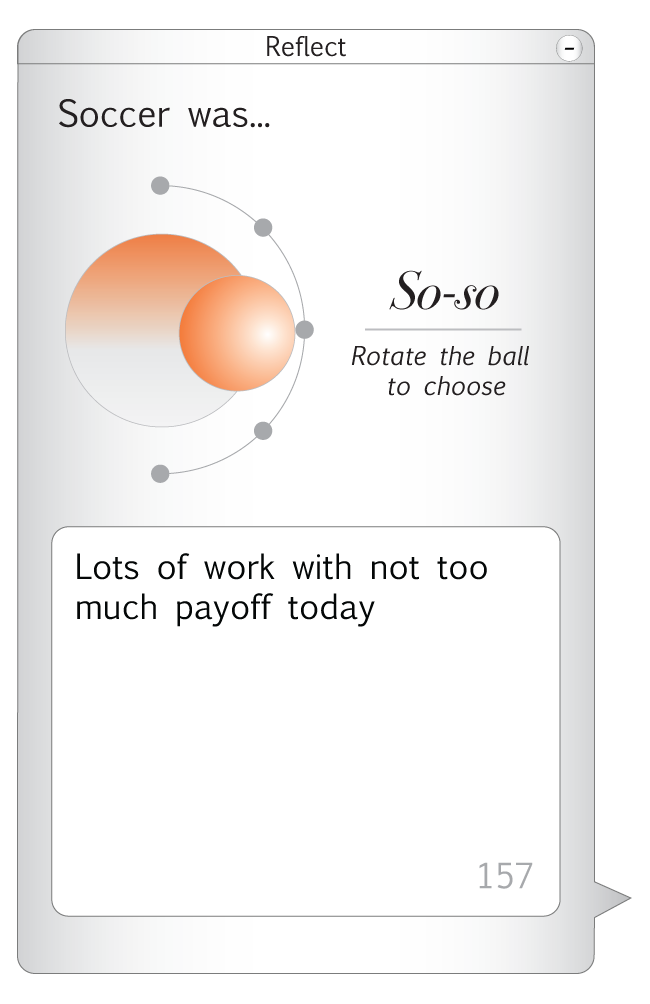 Reflect
-
Soccer was...
So-so
Rotate the ball
to choose
Lots of work with not too
much payoff today
157